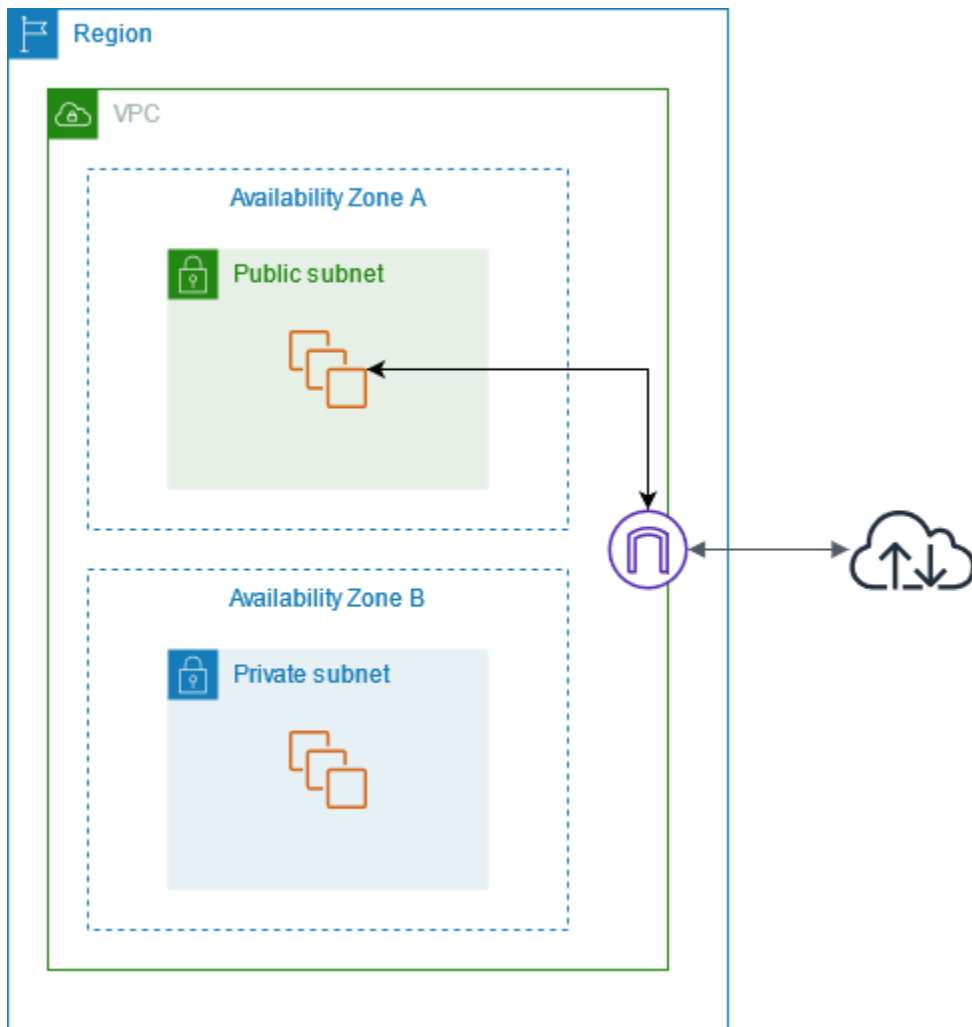 Region
VPC
Availability Zone A
Public subnet
Availability Zone B
Private subnet